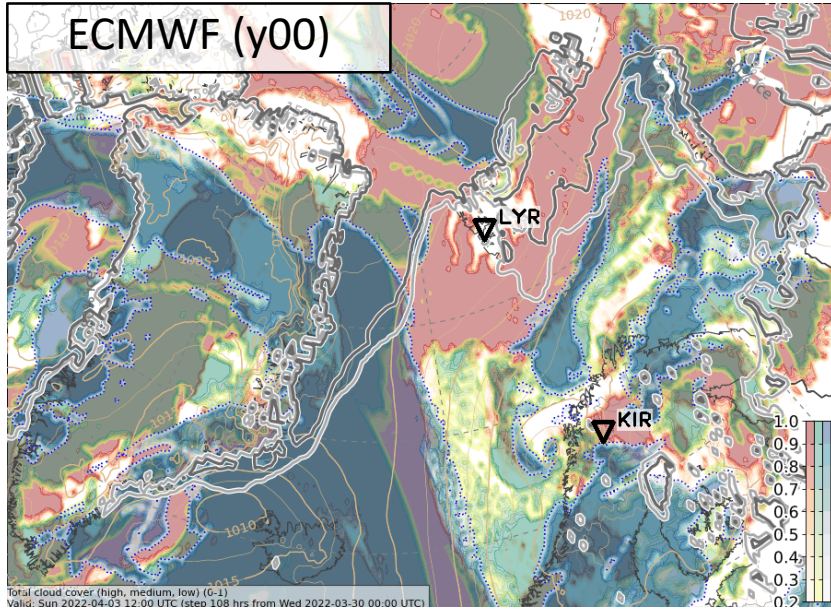 ECMWF (y00)
1020
1020
LYR
1015
KIR
1010
1015
1.0
0.9
0.8
0.7
0.6
0.5
0.4
0.3
0.2
Total cloud cover (high, medium, low) (0-1)
Valid: Sun 2022-04-03 12:00 UTC (step 108 hrs from Wed 2022-03-30 00:00 UTC)